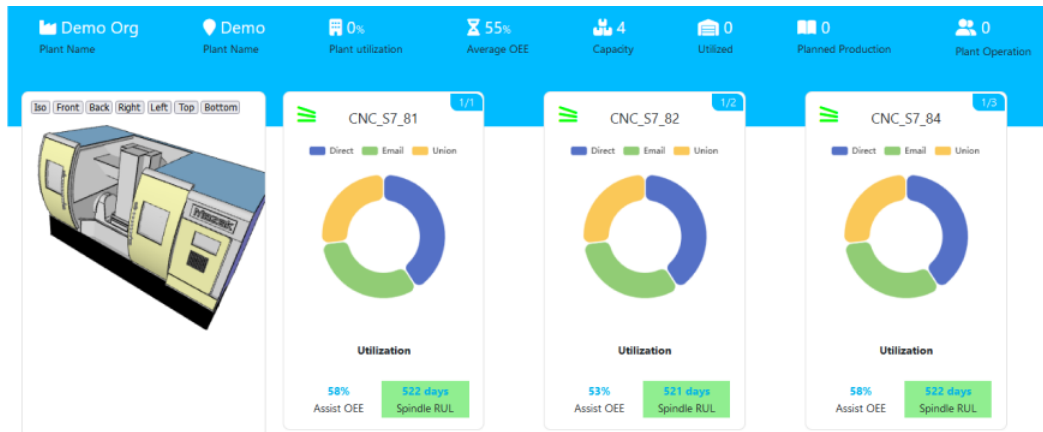 Demo Org
Plant Name
Demo
Plant Name
0%
Plant utilization
55%
Average OEE
4
Capacity
0
Utilized
0
Planned Production
0
Plant Operation
Iso Front Back Right Left Top Bottom
1/1
CNC_S7_81
Direct Email Union
Utilization
58%
Assist OEE
522 days
Spindle RUL
1/2
CNC_S7_82
Direct Email Union
Utilization
53%
Assist OEE
521 days
Spindle RUL
1/3
CNC_S7_84
Direct Email Union
Utilization
58%
Assist OEE
522 days
Spindle RUL